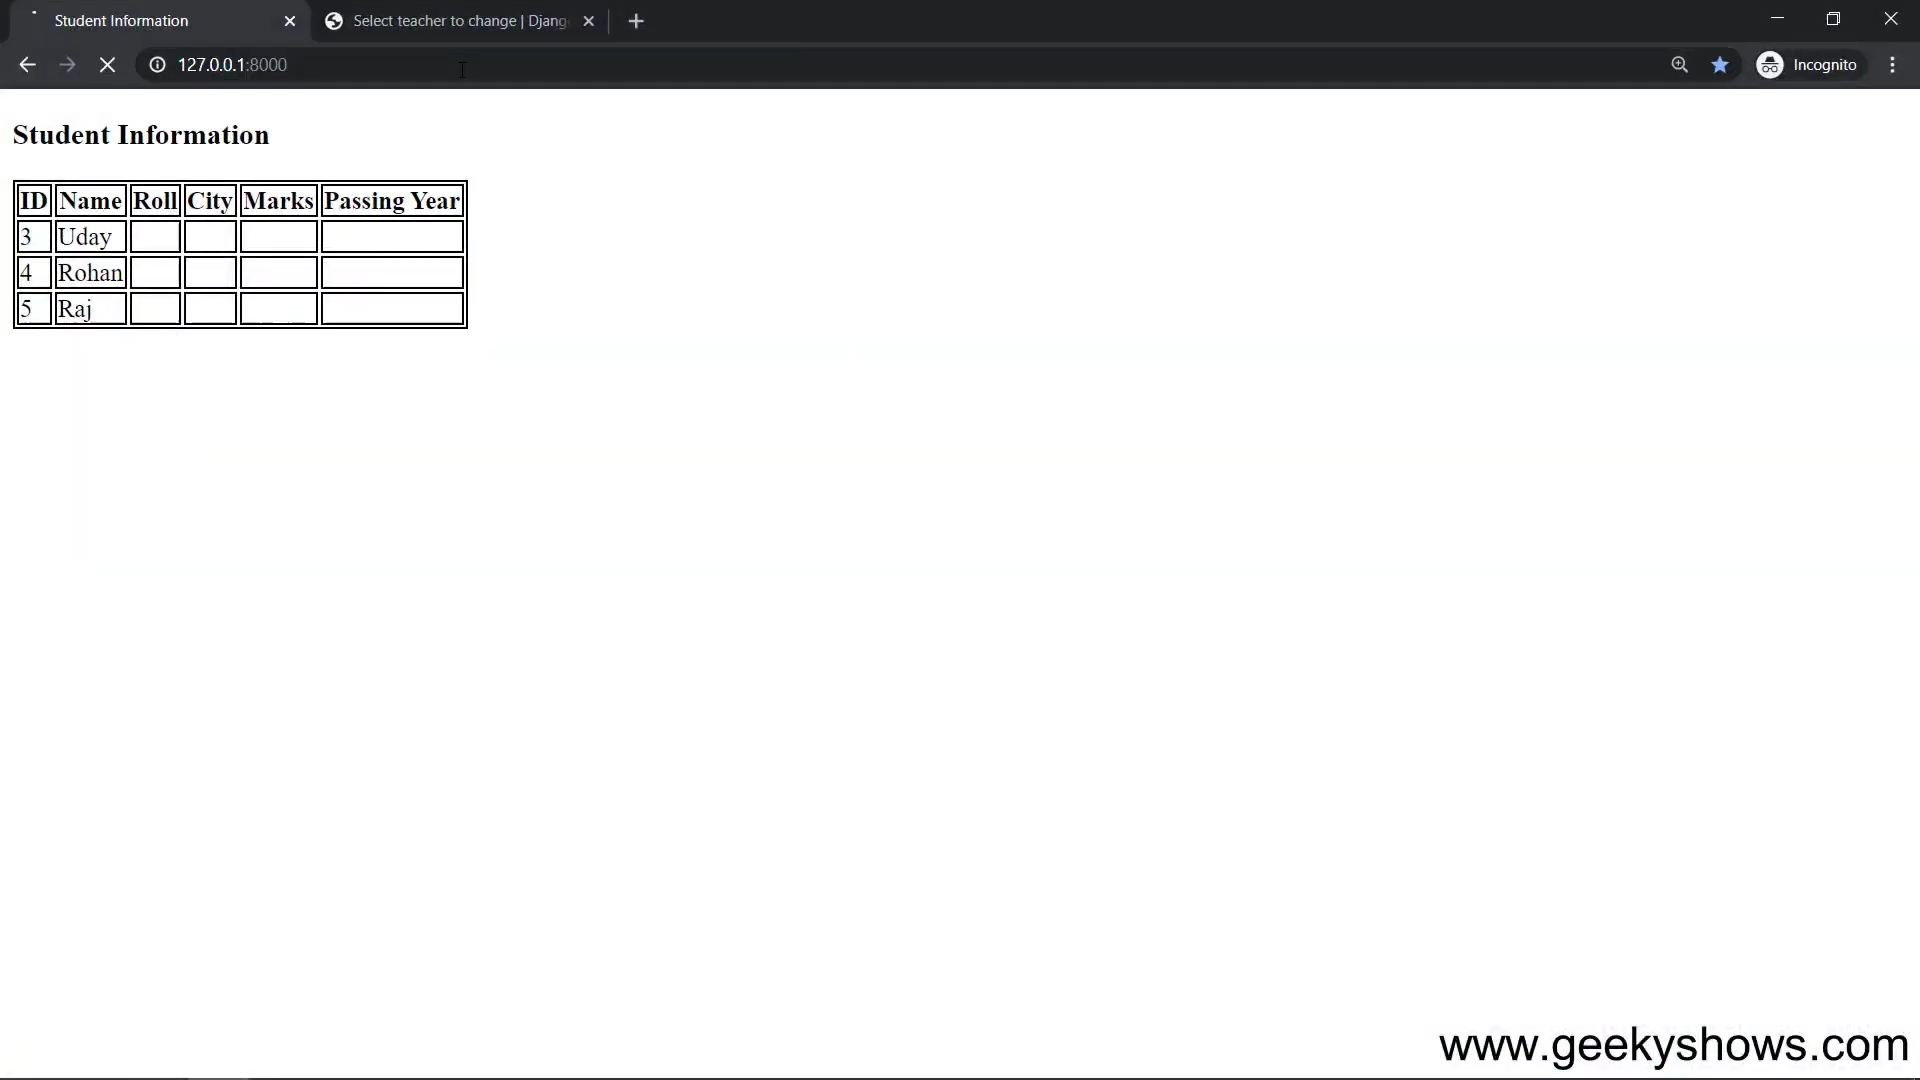 Student Information
Select teacher to change | Djang
127.0.0.1:8000
Incognito
Student Information
ID Name Roll City Marks Passing Year
3 Uday
4 Rohan
5 Raj
www.geekyshows.com